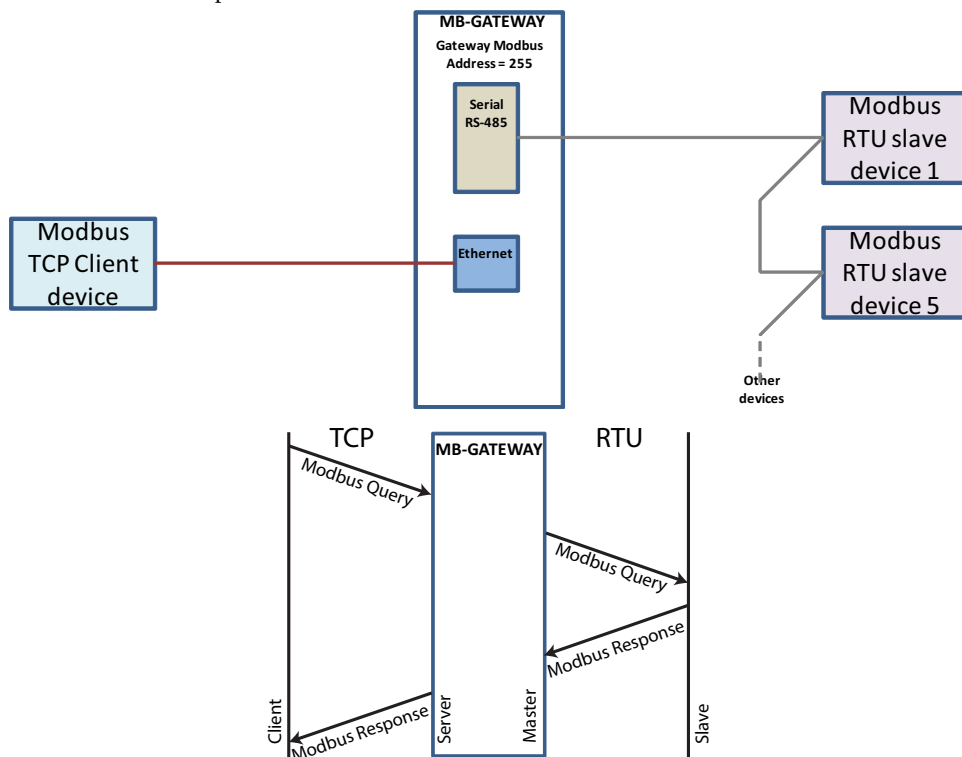 MB-GATEWAY
Gateway Modbus
Address = 255
Serial
RS-485
Modbus
RTU slave
device 1
Modbus
TCP Client
device
Ethernet
Modbus
RTU slave
device 5
Other
devices
TCP
MB-GATEWAY
RTU
Modbus Query
Modbus Query
Modbus Response
Modbus Response
Client
Server
Master
Slave